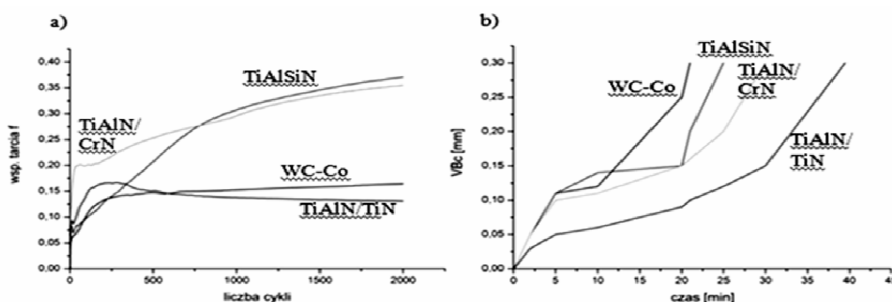 a)
0,40
0,35
0,30
0,25
0,20
0,15
0,10
0,05
0,00
wsp. tarcia f
TiAlN/
CrN
TiAlSiN
WC-Co
TiAlN/TiN
0
500
1000
1500
2000
liczba cykli
b)
0,30
0,25
0,20
0,15
0,10
0,05
0,00
VBc [mm]
WC-Co
TiAlSiN
TiAlN/
CrN
TiAlN/
TiN
0
5
10
15
20
25
30
35
40
czas [min]